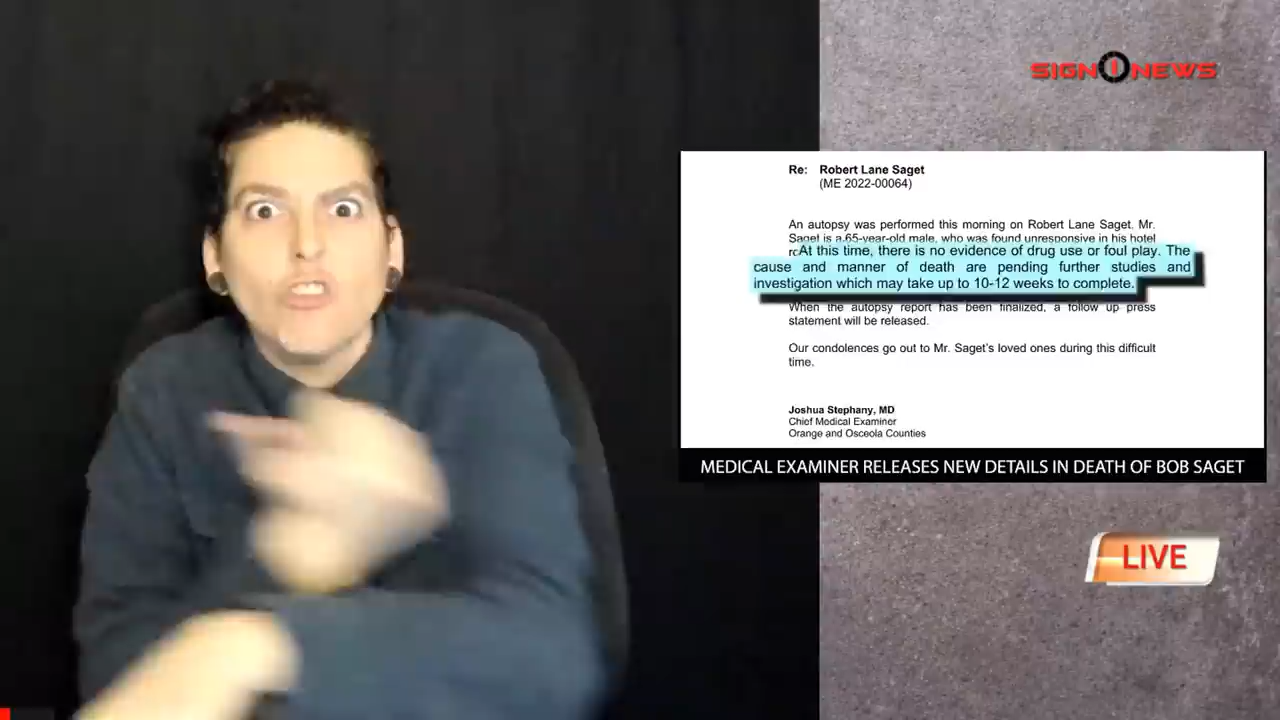 SIGN1NEWS
Re: Robert Lane Saget
(ME 2022-00064)
An autopsy was performed this morning on Robert Lane Saget. Mr.
Saget is a 65-year-old male, who was found unresponsive in his hotel
At this time, there is no evidence of drug use or foul play. The
cause and manner of death are pending further studies and
investigation which may take up to 10-12 weeks to complete.
When the autopsy report has been finalized, a follow up press
statement will be released.
Our condolences go out to Mr. Saget's loved ones during this difficult
time.
Joshua Stephany, MD
Chief Medical Examiner
Orange and Osceola Counties
MEDICAL EXAMINER RELEASES NEW DETAILS IN DEATH OF BOB SAGET
LIVE